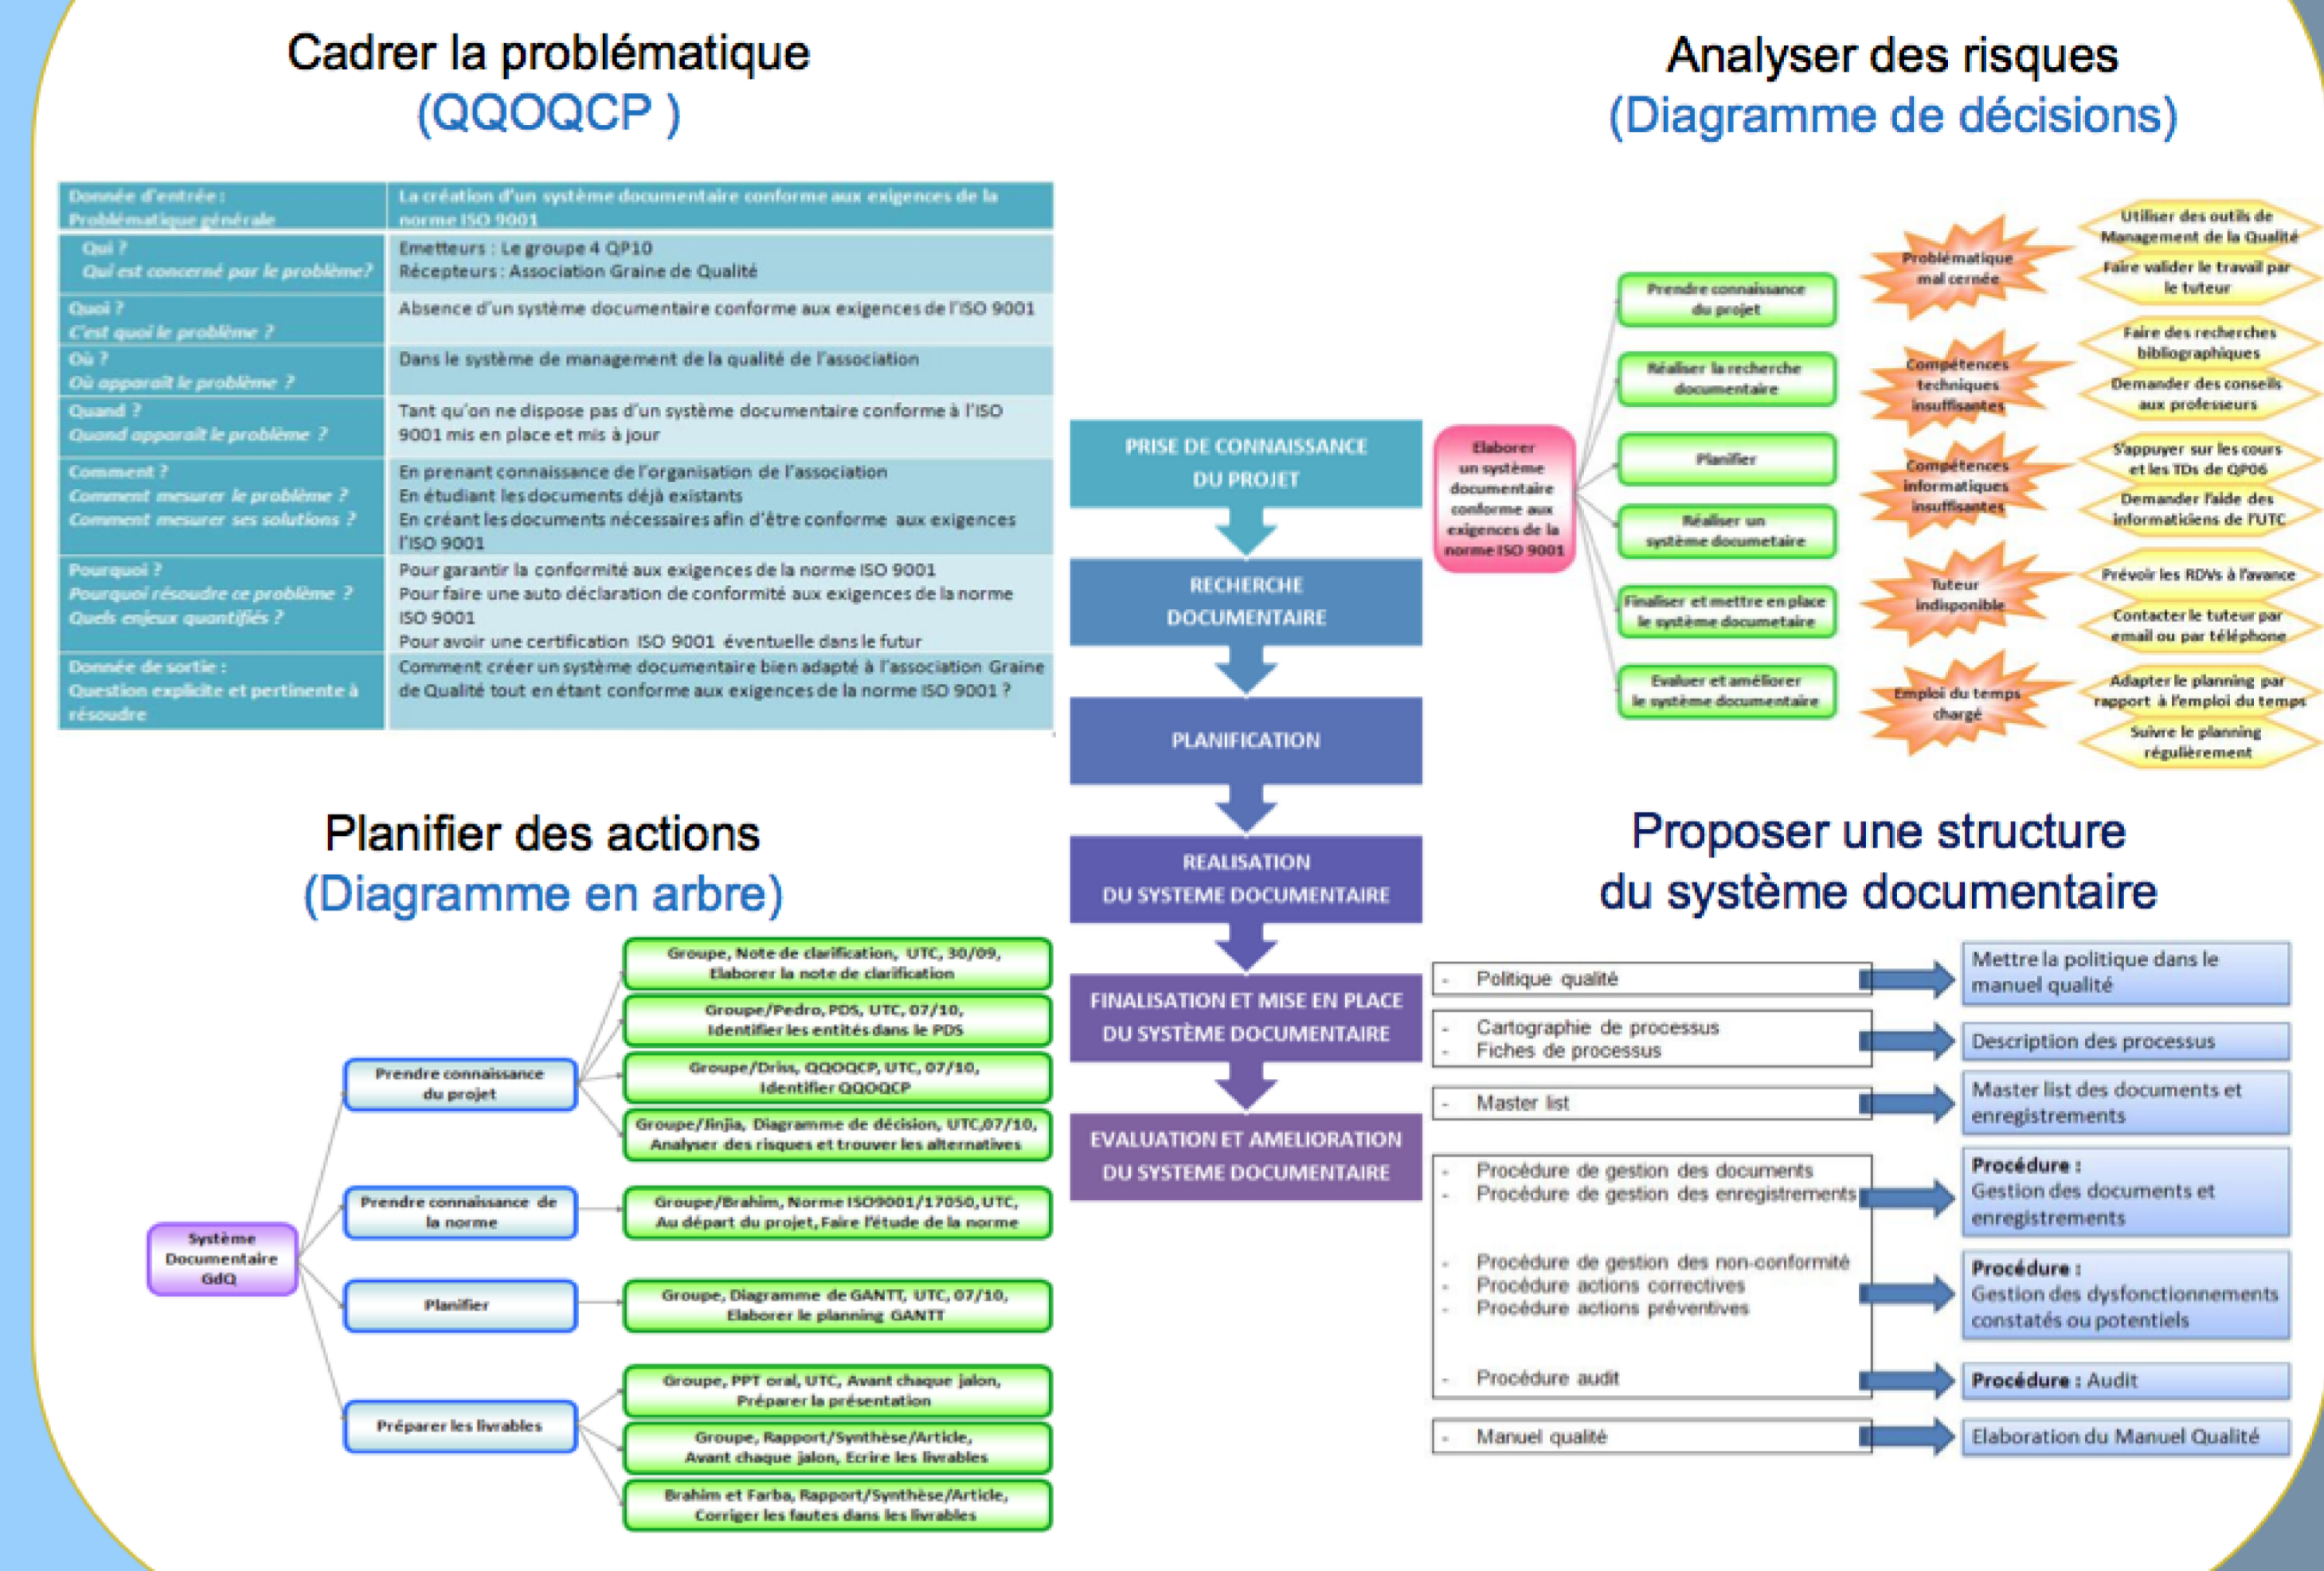 Cadrer la problématique
(QQOQCP )
Donnée d'entrée :
Problématique générale
La création d'un système documentaire conforme aux exigences de la
norme ISO 9001
Qui ?
Qui est concerné par le problème?
Emetteurs : Le groupe 4 QP10
Récepteurs : Association Graine de Qualité
Quoi ?
C'est quoi le problème ?
Absence d'un système documentaire conforme aux exigences de l'ISO 9001
Où ?
Où apparaît le problème ?
Dans le système de management de la qualité de l'association
Quand ?
Quand apparaît le problème ?
Tant qu'on ne dispose pas d'un système documentaire conforme à l'ISO
9001 mis en place et mis à jour
Comment ?
Comment mesurer le problème ?
Comment mesurer ses solutions ?
En prenant connaissance de l'organisation de l'association
En étudiant les documents déjà existants
En créant les documents nécessaires afin d'être conforme aux exigences
l'ISO 9001
Pourquoi ?
Pourquoi résoudre ce problème ?
Quels enjeux quantifiés ?
Pour garantir la conformité aux exigences de la norme ISO 9001
Pour faire une auto déclaration de conformité aux exigences de la norme
ISO 9001
Pour avoir une certification ISO 9001 éventuelle dans le futur
Donnée de sortie :
Question explicite et pertinente à
résoudre
Comment créer un système documentaire bien adapté à l'association Graine
de Qualité tout en étant conforme aux exigences de la norme ISO 9001 ?
Analyser des risques
(Diagramme de décisions)
Elaborer
un système
documentaire
conforme aux
exigences de la
norme ISO 9001
Prendre connaissance
du projet
Réaliser la recherche
documentaire
Planifier
Réaliser un
système documetaire
Finaliser et mettre en place
le système documetaire
Evaluer et améliorer
le système documentaire
Problématique
mal cernée
Compétences
techniques
insuffisantes
Compétences
informatiques
insuffisantes
Tuteur
indisponible
Emploi du temps
chargé
Utiliser des outils de
Management de la Qualité
Faire valider le travail par
le tuteur
Faire des recherches
bibliographiques
Demander des conseils
aux professeurs
S'appuyer sur les cours
et les TDs de QP06
Demander l'aide des
informaticiens de l'UTC
Prévoir les RDVs à l'avance
Contacter le tuteur par
email ou par téléphone
Adapter le planning par
rapport à l'emploi du temps
Suivre le planning
régulièrement
PRISE DE CONNAISSANCE
DU PROJET
RECHERCHE
DOCUMENTAIRE
PLANIFICATION
REALISATION
DU SYSTEME DOCUMENTAIRE
FINALISATION ET MISE EN PLACE
DU SYSTÈME DOCUMENTAIRE
EVALUATION ET AMELIORATION
DU SYSTEME DOCUMENTAIRE
Planifier des actions
(Diagramme en arbre)
Système
Documentaire
GdQ
Prendre connaissance
du projet
Groupe, Note de clarification, UTC, 30/09,
Elaborer la note de clarification
Groupe/Pedro, PDS, UTC, 07/10,
Identifier les entités dans le PDS
Groupe/Driss, QQOQCP, UTC, 07/10,
Identifier QQOQCP
Groupe/Jinjia, Diagramme de décision, UTC,07/10,
Analyser des risques et trouver les alternatives
Prendre connaissance de
la norme
Groupe/Brahim, Norme ISO9001/17050, UTC,
Au départ du projet, Faire l'étude de la norme
Planifier
Groupe, Diagramme de GANTT, UTC, 07/10,
Elaborer le planning GANTT
Préparer les livrables
Groupe, PPT oral, UTC, Avant chaque jalon,
Préparer la présentation
Groupe, Rapport/Synthèse/Article,
Avant chaque jalon, Ecrire les livrables
Brahim et Farba, Rapport/Synthèse/Article,
Corriger les fautes dans les livrables
Proposer une structure
du système documentaire
- Politique qualité
Mettre la politique dans le
manuel qualité
- Cartographie de processus
- Fiches de processus
Description des processus
- Master list
Master list des documents et
enregistrements
- Procédure de gestion des documents
- Procédure de gestion des enregistrements
Procédure :
Gestion des documents et
enregistrements
- Procédure de gestion des non-conformité
- Procédure actions correctives
- Procédure actions préventives
Procédure :
Gestion des dysfonctionnements
constatés ou potentiels
- Procédure audit
Procédure : Audit
- Manuel qualité
Elaboration du Manuel Qualité